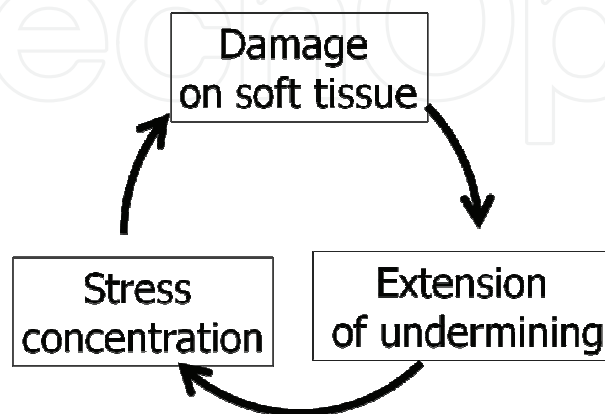 Damage
on soft tissue
Stress
concentration
Extension
of undermining